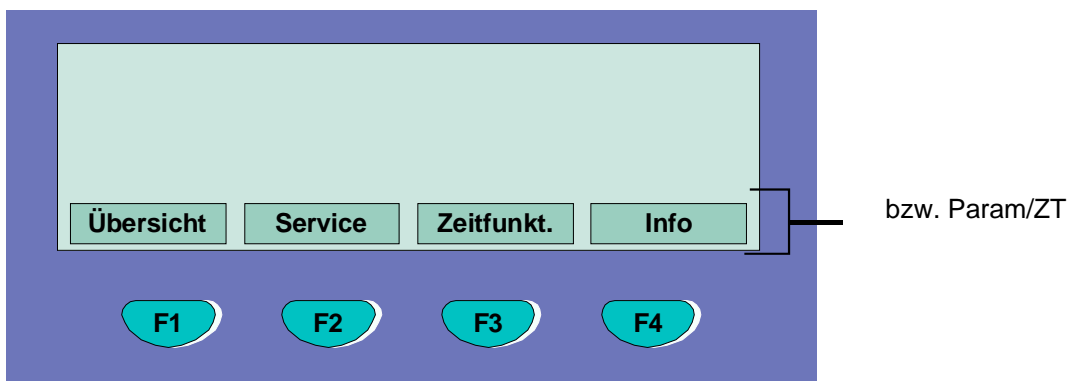 Übersicht Service Zeitfunkt. Info
bzw. Param/ZT
F1 F2 F3 F4